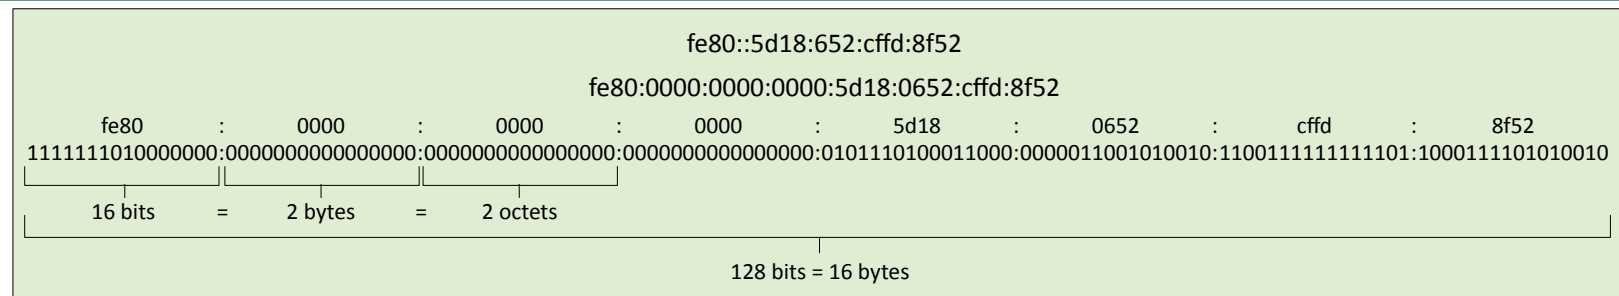 fe80::5d18:652:cffd:8f52
fe80:0000:0000:0000:5d18:0652:cffd:8f52
fe80 : 0000 : 0000 : 0000 : 5d18 : 0652 : cffd : 8f52
1111111010000000:0000000000000000:0000000000000000:0000000000000000:0101110100011000:0000011001010010:1100111111111101:1000111101010010
16 bits = 2 bytes = 2 octets
128 bits = 16 bytes